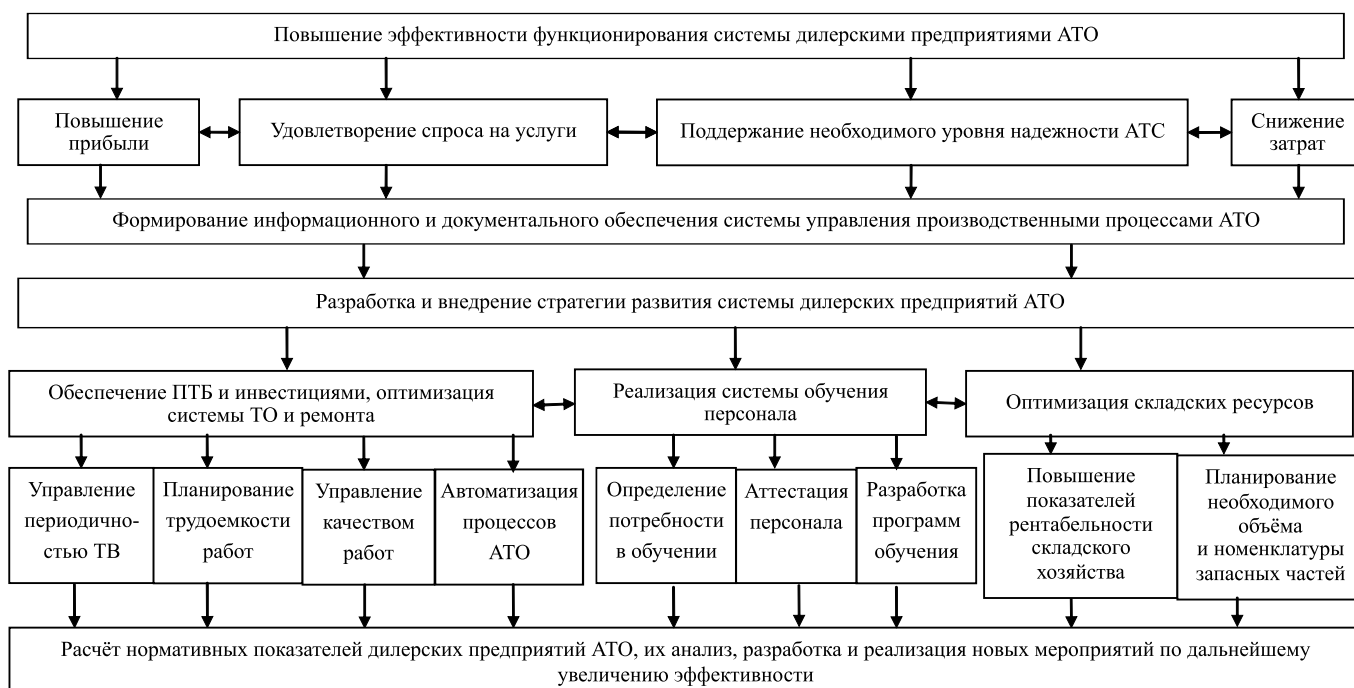 Повышение эффективности функционирования системы дилерскими предприятиями АТО
Повышение
прибыли
Удовлетворение спроса на услуги
Поддержание необходимого уровня надежности АТС
Снижение
затрат
Формирование информационного и документального обеспечения системы управления производственными процессами АТО
Разработка и внедрение стратегии развития системы дилерских предприятий АТО
Обеспечение ПТБ и инвестициями, оптимизация
системы ТО и ремонта
Реализация системы обучения
персонала
Оптимизация складских ресурсов
Управление
периодично-
стью ТВ
Планирование
трудоемкости
работ
Управление
качеством
работ
Автоматизация
процессов
АТО
Определение
потребности
в обучении
Аттестация
персонала
Разработка
программ
обучения
Повышение
показателей
рентабельности
складского
хозяйства
Планирование
необходимого
объёма
и номенклатуры
запасных частей
Расчёт нормативных показателей дилерских предприятий АТО, их анализ, разработка и реализация новых мероприятий по дальнейшему
увеличению эффективности